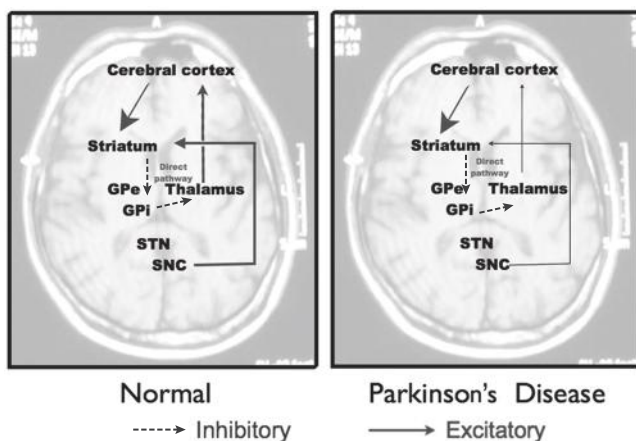 A
Cerebral cortex
Striatum
Direct
pathway
GPe
Thalamus
GPi
STN
SNC
A
Cerebral cortex
Striatum
Direct
pathway
GPe
Thalamus
GPi
STN
SNC
Normal
Parkinson's Disease
Inhibitory
Excitatory